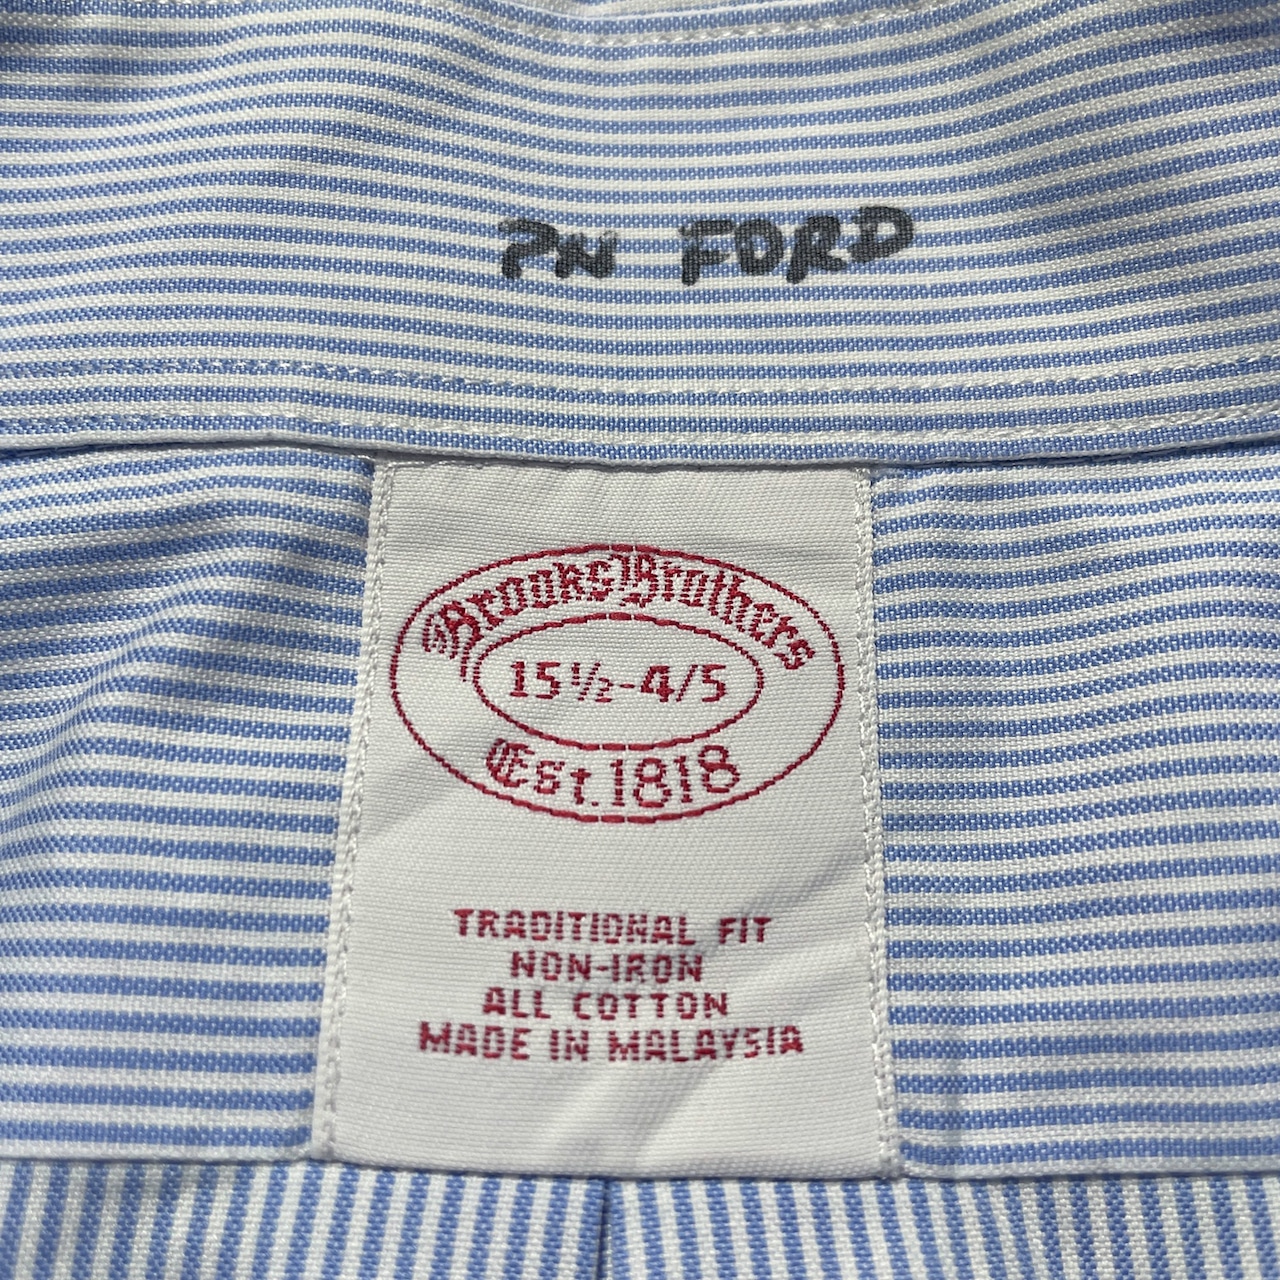 PN FORD
Brooks Brothers
15½-4/5
Est. 1818
TRADITIONAL FIT
NON-IRON
ALL COTTON
MADE IN MALAYSIA